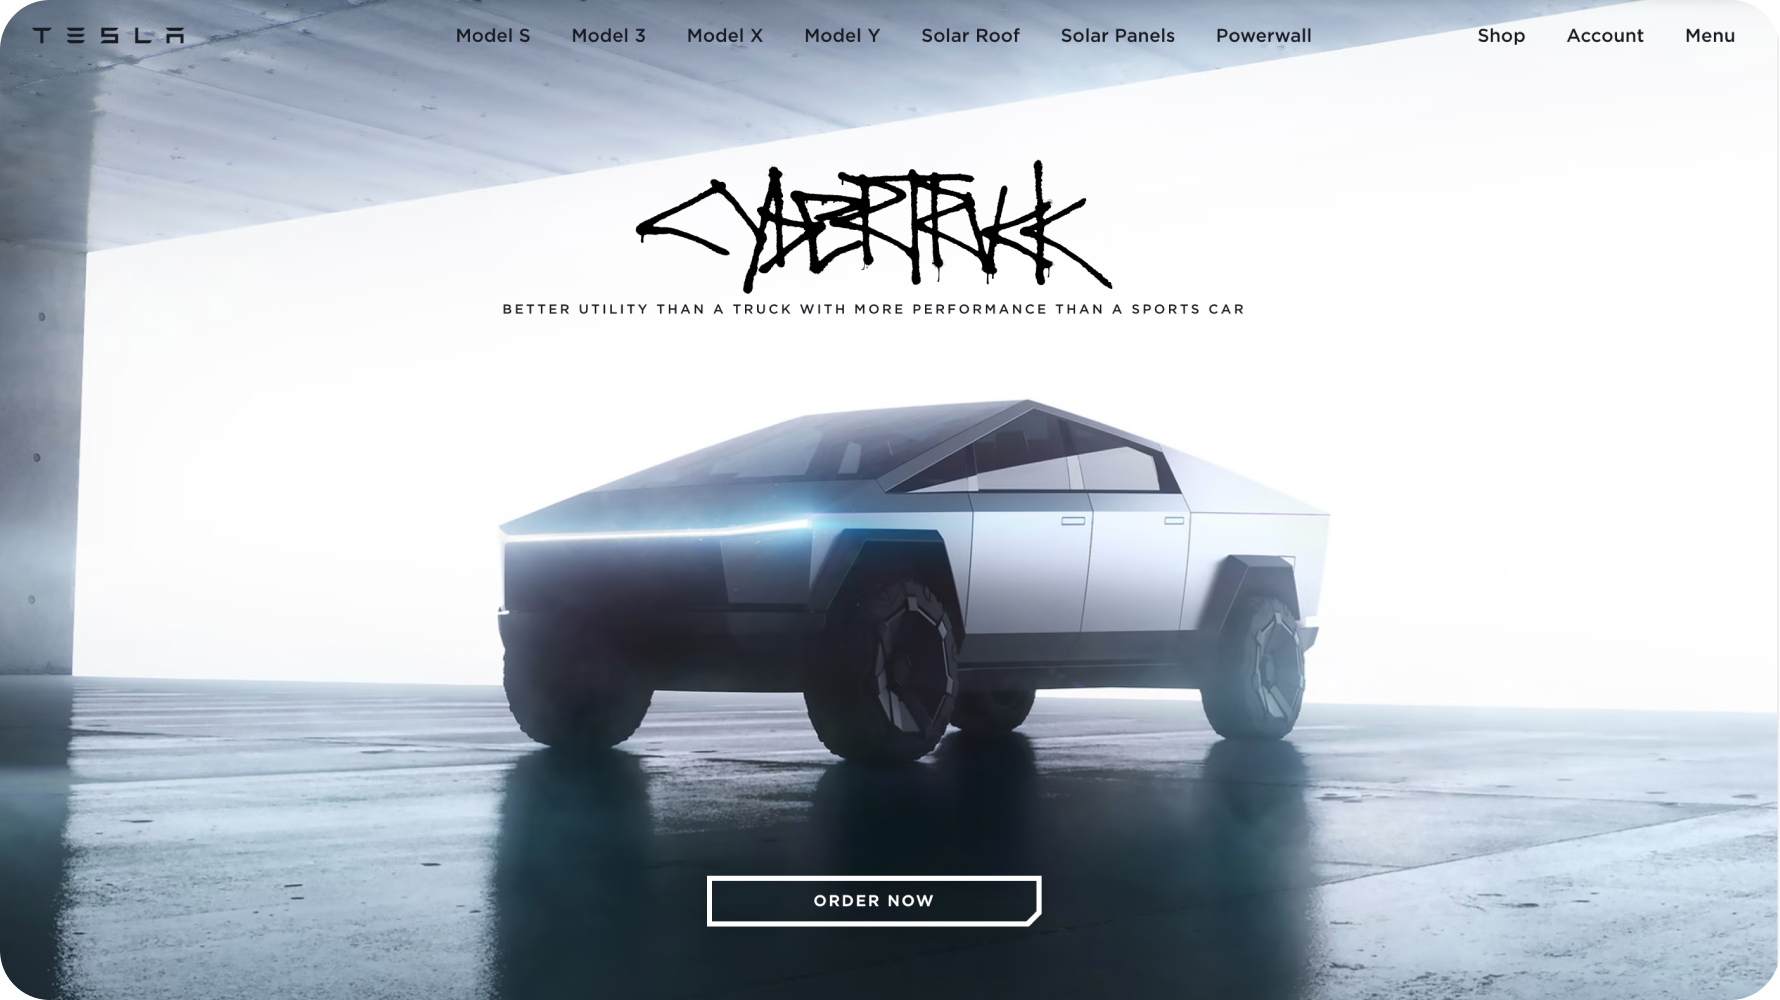 TESLA
Model S Model 3 Model X Model Y Solar Roof Solar Panels Powerwall
Shop Account Menu
CYBERTRUCK
BETTER UTILITY THAN A TRUCK WITH MORE PERFORMANCE THAN A SPORTS CAR
ORDER NOW